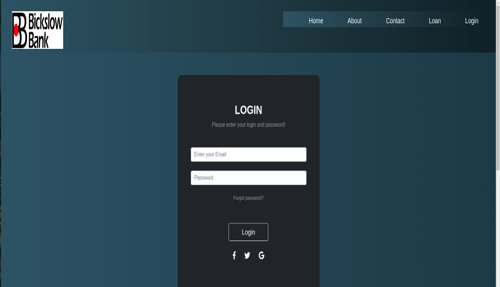 Bickslow
Bank
Home About Contact Loan Login
LOGIN
Please enter your login and password!
Enter your Email
Password
Forgot password?
Login